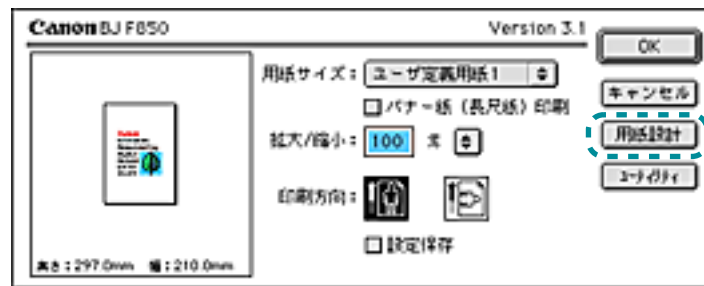 Canon BJ F850
Version 3.1
OK
用紙サイズ：ユーザ定義用紙1
キャンセル
バナー紙（長尺紙）印刷
拡大/縮小：100 %
用紙設計
印刷方向：
ユーティリティ
設定保存
高さ：297.0mm 幅：210.0mm